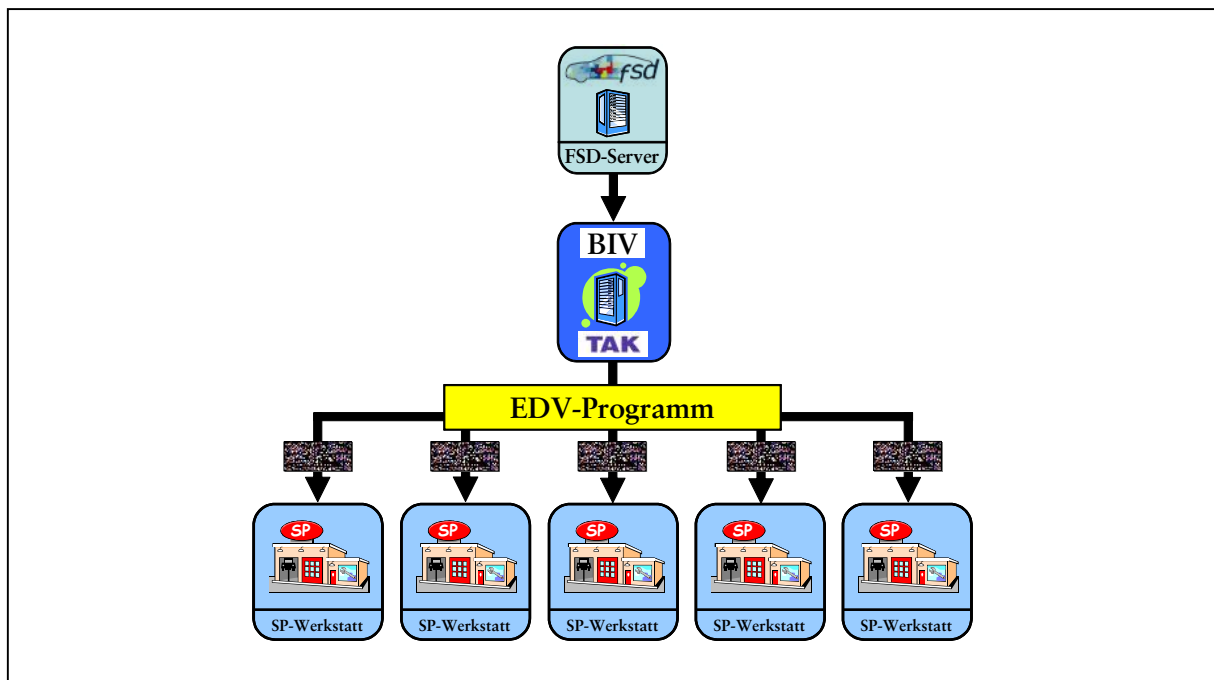 fsd
FSD-Server
BIV
TAK
EDV-Programm
SP
SP
SP
SP
SP
SP-Werkstatt
SP-Werkstatt
SP-Werkstatt
SP-Werkstatt
SP-Werkstatt